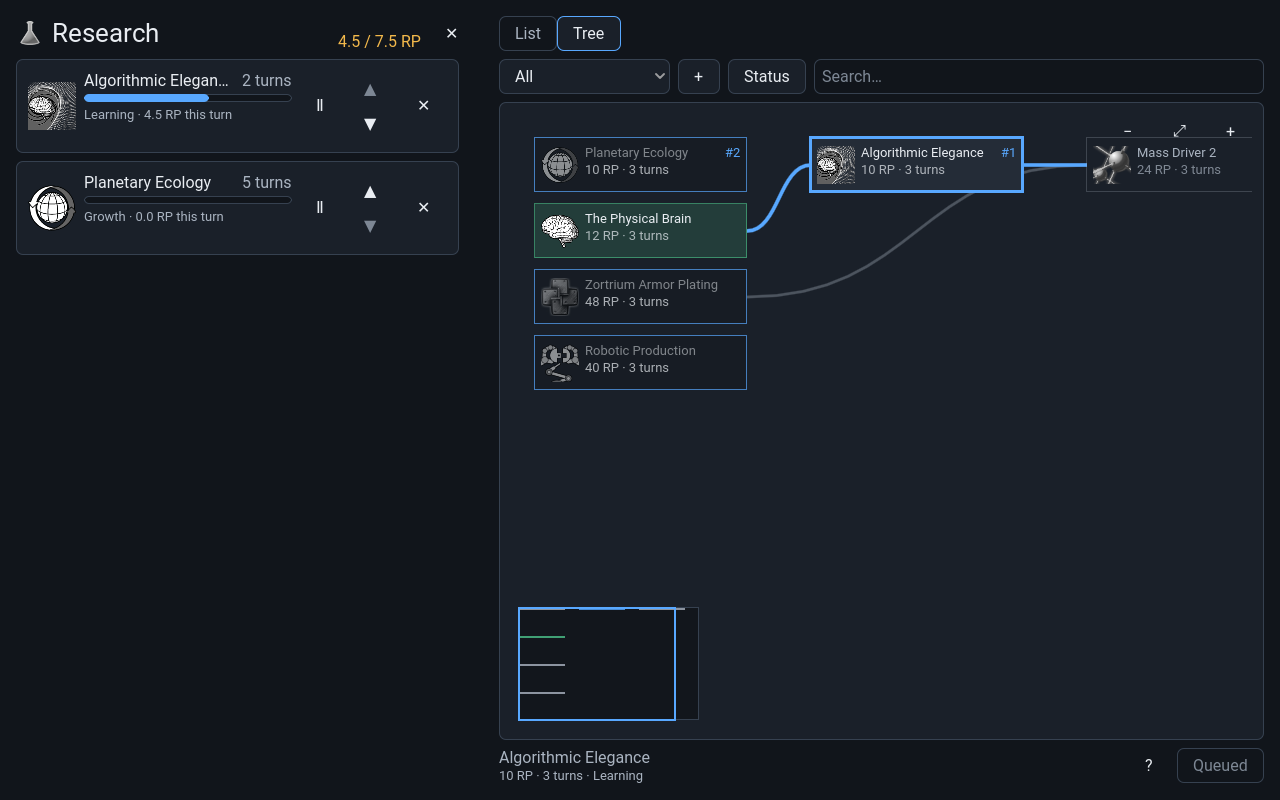 Research
4.5 / 7.5 RP
×
Algorithmic Elegan… 2 turns
Learning · 4.5 RP this turn
Planetary Ecology 5 turns
Growth · 0.0 RP this turn
List
Tree
All
+
Status
Search…
Planetary Ecology #2
10 RP · 3 turns
The Physical Brain
12 RP · 3 turns
Zortrium Armor Plating
48 RP · 3 turns
Robotic Production
40 RP · 3 turns
Algorithmic Elegance #1
10 RP · 3 turns
Mass Driver 2
24 RP · 3 turns
Algorithmic Elegance
10 RP · 3 turns · Learning
?
Queued